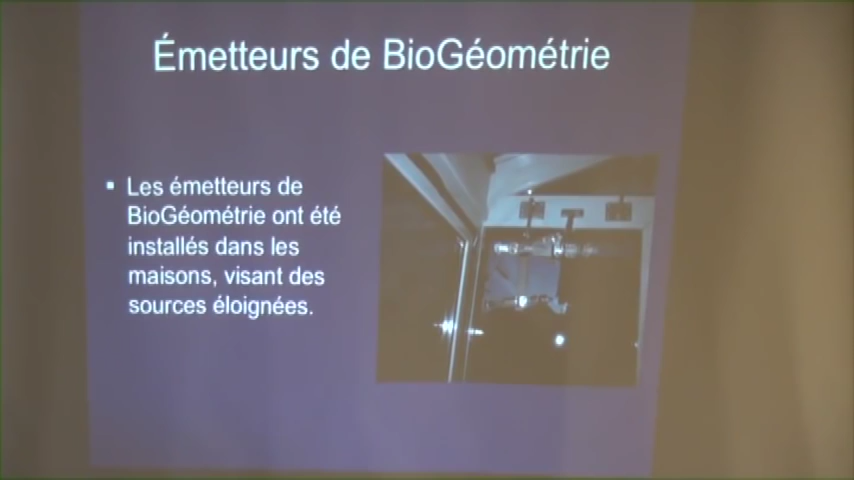 Émetteurs de BioGéométrie
▪ Les émetteurs de
BioGéométrie ont été
installés dans les
maisons, visant des
sources éloignées.